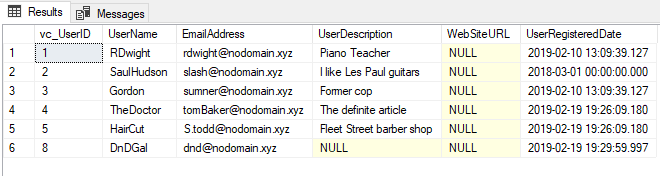 Results Messages
vc_UserID UserName EmailAddress UserDescription WebSiteURL UserRegisteredDate
1 1 RDwight rdwight@nodomain.xyz Piano Teacher NULL 2019-02-10 13:09:39.127
2 2 SaulHudson slash@nodomain.xyz I like Les Paul guitars NULL 2018-03-01 00:00:00.000
3 3 Gordon sumner@nodomain.xyz Fomer cop NULL 2019-02-10 13:09:39.127
4 4 TheDoctor tomBaker@nodomain.xyz The definite article NULL 2019-02-19 19:26:09.180
5 5 HairCut S.todd@nodomain.xyz Fleet Street barber shop NULL 2019-02-19 19:26:09.180
6 8 DnDGal dnd@nodomain.xyz NULL NULL 2019-02-19 19:29:59.997